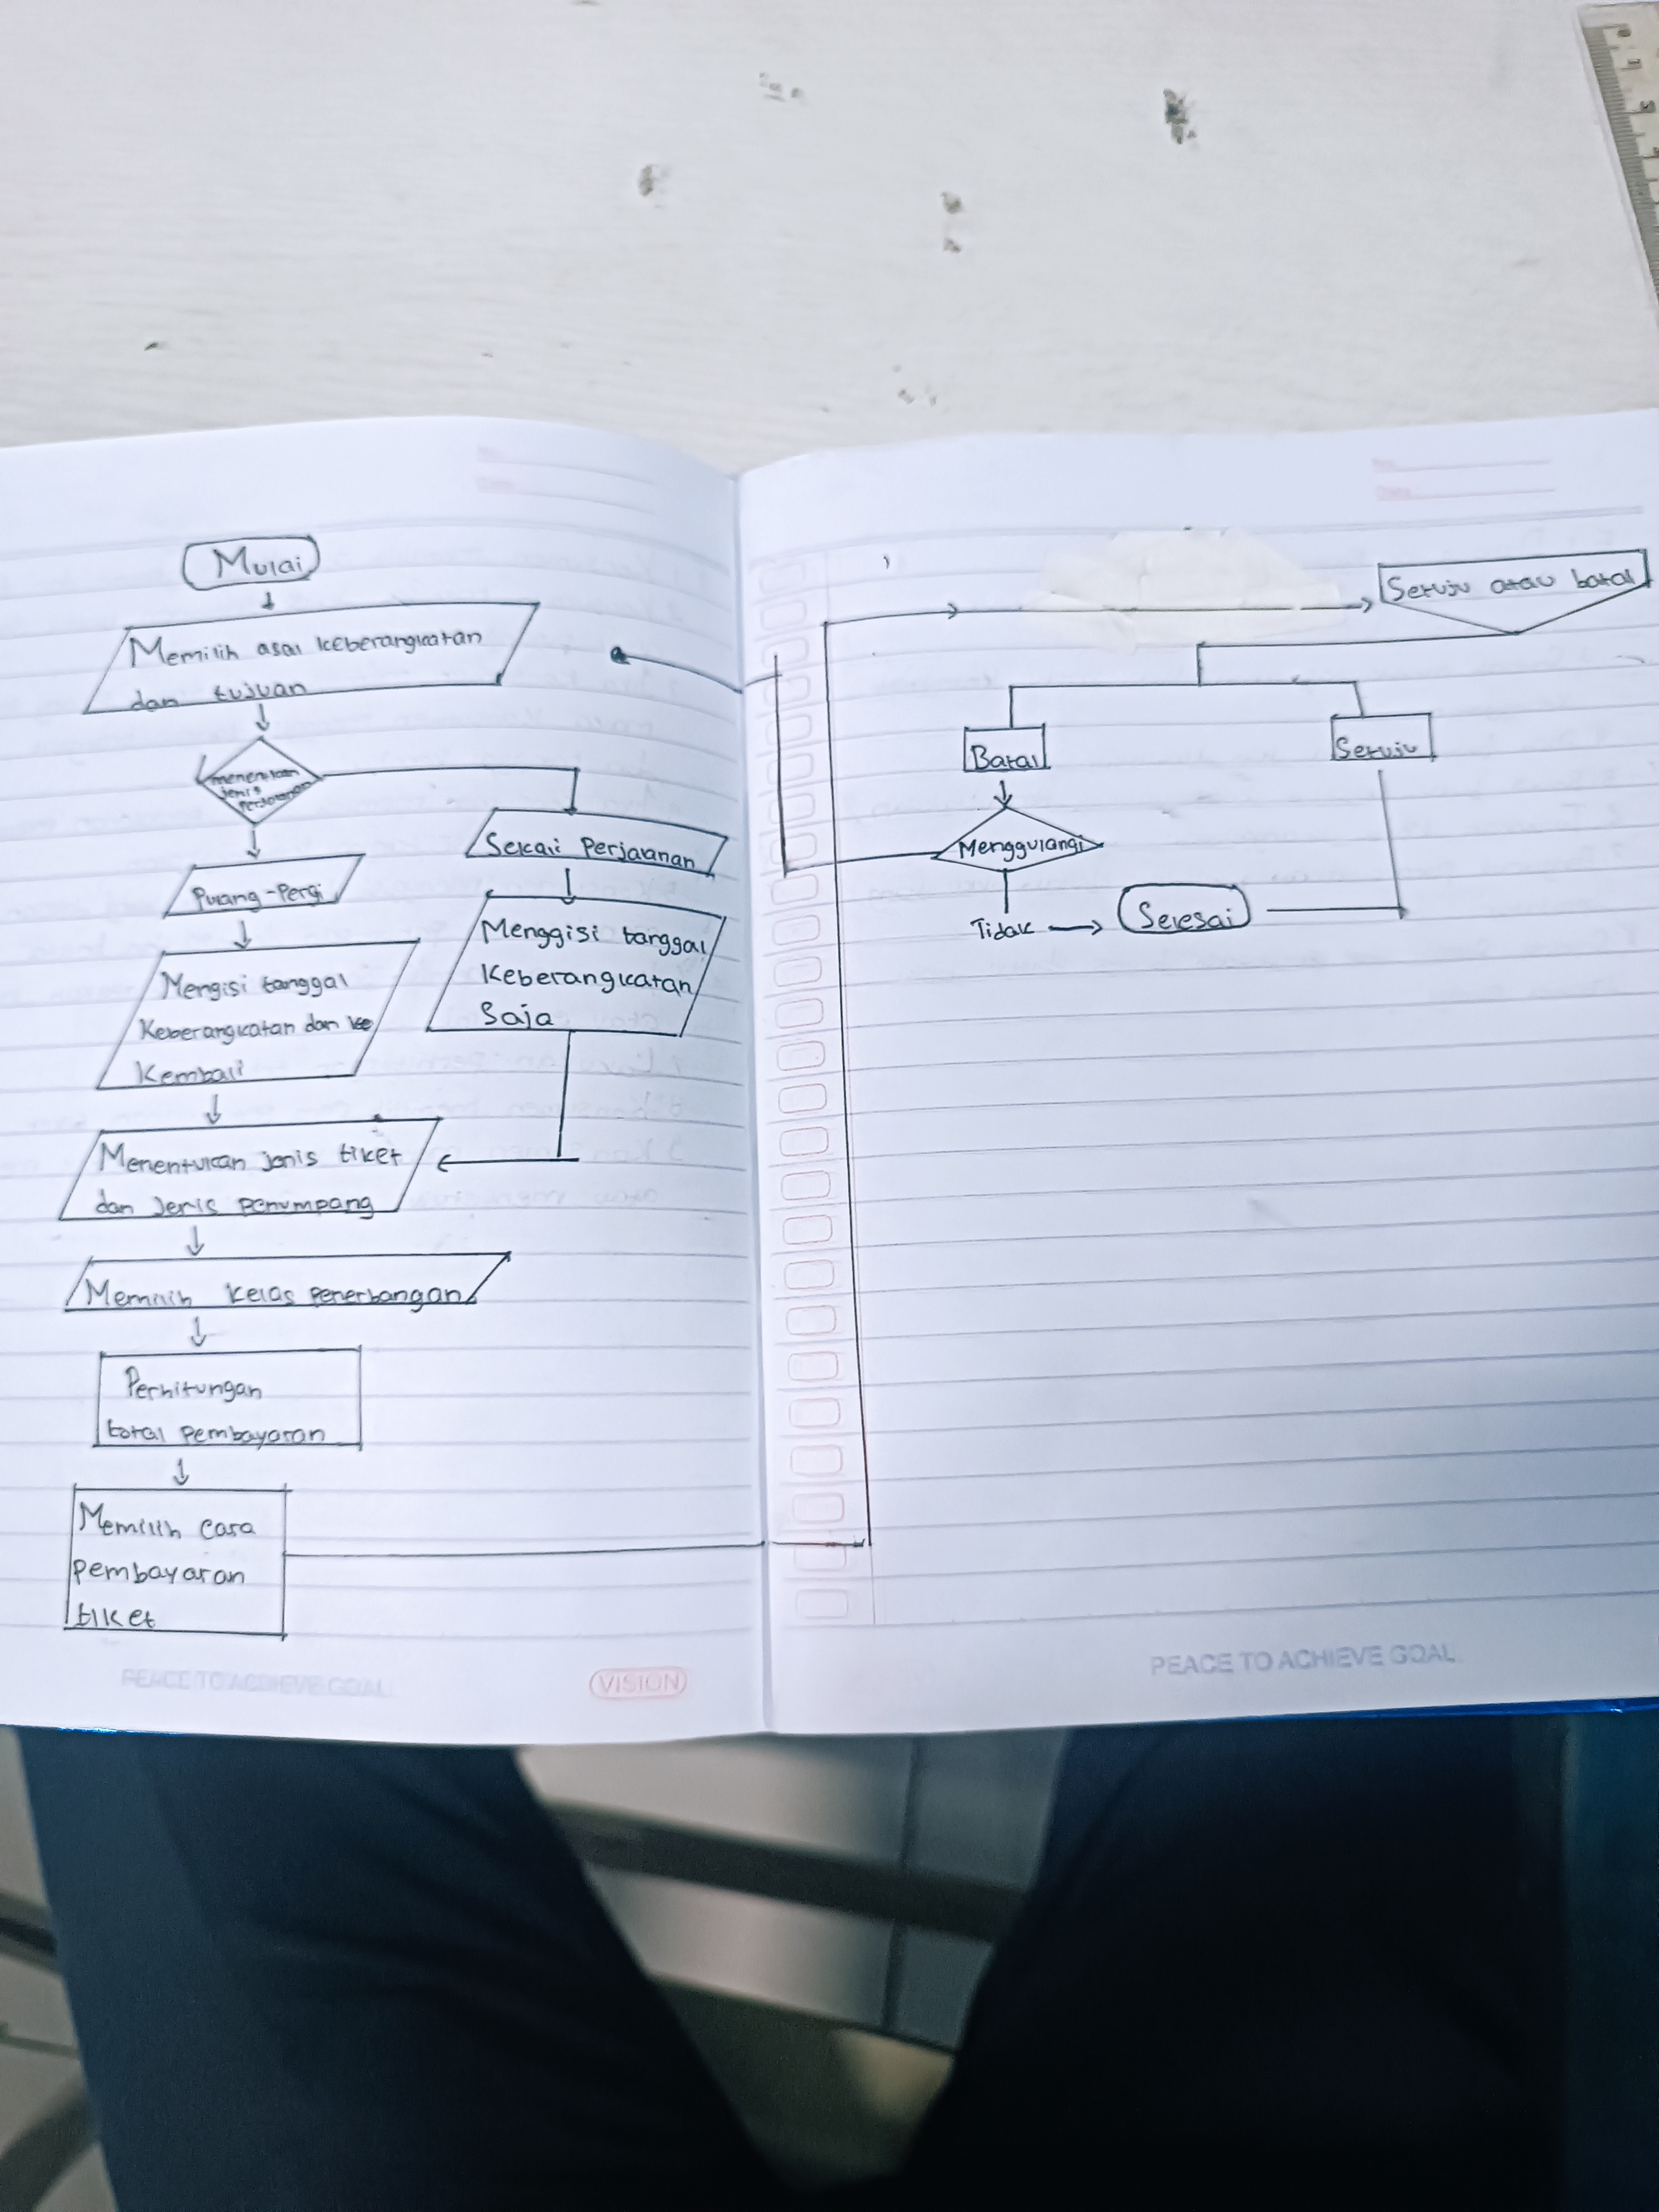 Mulai
Memilih asal keberangkatan
dan tujuan
menentukan
jenis
perjalanan
Pulang-Pergi
Sekali Perjalanan
Mengisi tanggal
Keberangkatan dan ke
Kembali
Menggisi tanggal
Keberangkatan
Saja
Menentukan jenis tiket
dan Jenis penumpang
Memilih Kelas penerbangan
Perhitungan
total pembayaran
Memilih cara
pembayaran
tiket
PEACE TO ACHIEVE GOAL
VISION
Setuju atau batal
Batal
Setuju
Menggulangi
Tidak
Selesai
PEACE TO ACHIEVE GOAL